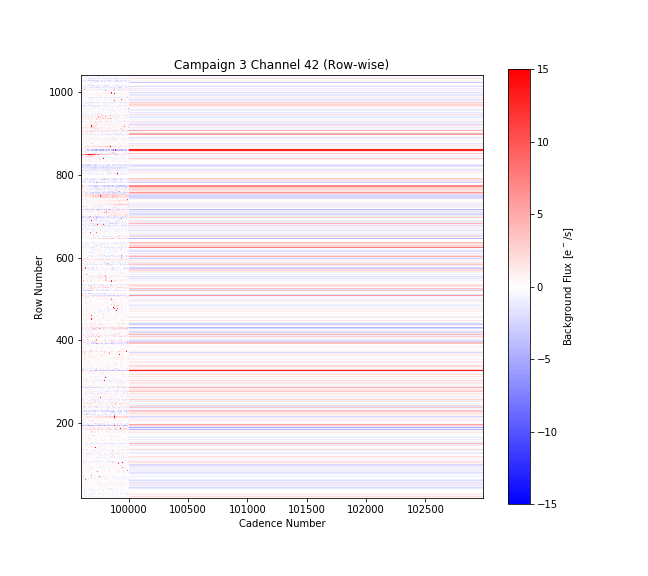 Campaign 3 Channel 42 (Row-wise)
1000
800
600
400
200
Row Number
100000 100500 101000 101500 102000 102500
Cadence Number
15
10
5
0
−5
−10
−15
Background Flux [e⁻/s]